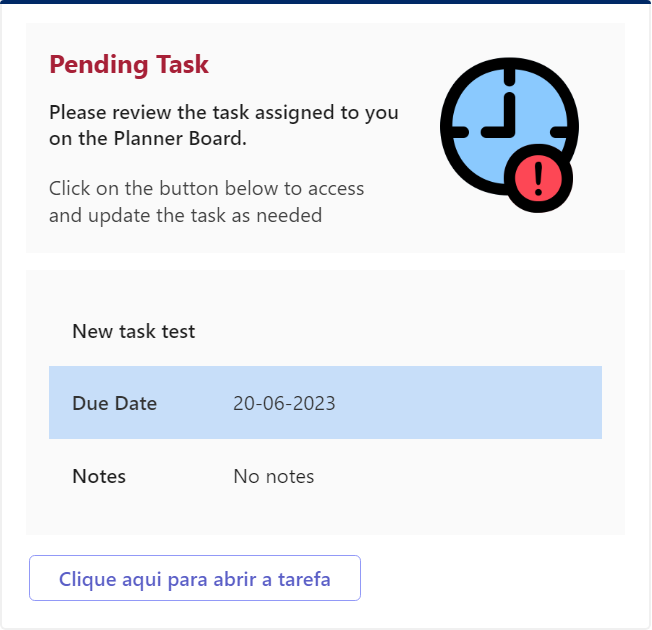 Pending Task
Please review the task assigned to you
on the Planner Board.
Click on the button below to access
and update the task as needed
New task test
Due Date 20-06-2023
Notes No notes
Clique aqui para abrir a tarefa